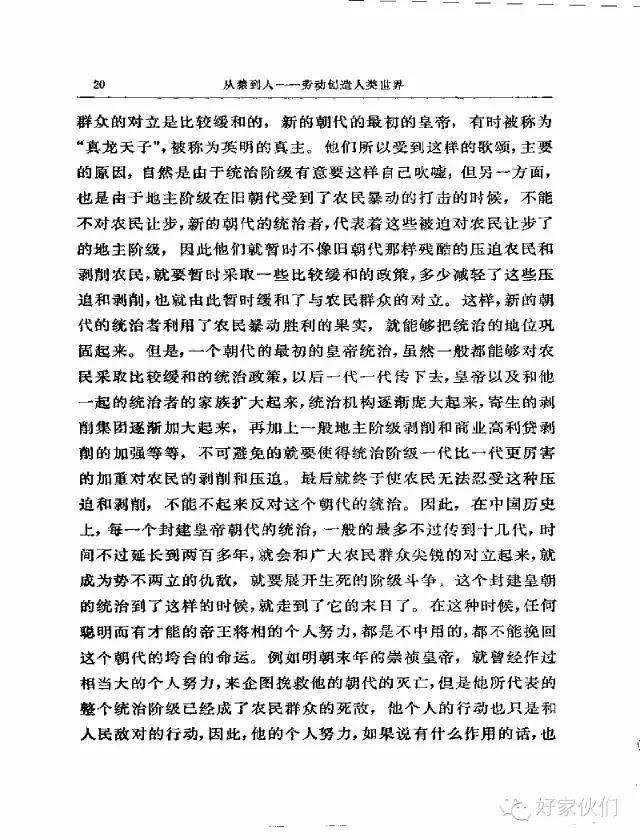 20 从猿到人——劳动创造人类世界
群众的对立是比较缓和的，新的朝代的最初的皇帝，有时被称为
“真龙天子”，被称为英明的真主。他们所以受到这样的歌颂，主要
的原因，自然是由于统治阶级有意要这样自己吹嘘，但另一方面，
也是由于地主阶级在旧朝代受到了农民暴动的打击的时候，不能
不对农民让步，新的朝代的统治者，代表着这些被迫对农民让步了
的地主阶级，因此他们就暂时不像旧朝代那样残酷的压迫农民和
剥削农民，就要暂时采取一些比较缓和的政策，多少减轻了这些压
迫和剥削，也就由此暂时缓和了与农民群众的对立。这样，新的朝
代的统治者利用了农民暴动胜利的果实，就能够把统治的地位巩
固起来。但是，一个朝代的最初的皇帝统治，虽然一般都能够对农
民采取比较缓和的统治政策，以后一代一代传下去，皇帝以及和他
一起的统治者的家族扩大起来，统治机构逐渐庞大起来，寄生的剥
削集团逐渐加大起来，再加上一般地主阶级剥削和商业高利贷剥
削的加强等等，不可避免的就要使得统治阶级一代比一代更厉害
的加重对农民的剥削和压迫。最后就终于使农民无法忍受这种压
迫和剥削，不能不起来反对这个朝代的统治。因此，在中国历史
上，每一个封建皇帝朝代的统治，一般的最多不过传到十几代，时
间不过延长到两百多年，就会和广大农民群众尖锐的对立起来，就
成为势不两立的仇敌，就要展开生死的阶级斗争。这个封建皇朝
的统治到了这样的时候，就走到了它的末日了。在这种时候，任何
聪明而有才能的帝王将相的个人努力，都是不中用的，都不能挽回
这个朝代的垮台的命运。例如明朝末年的崇祯皇帝，就曾经作过
相当大的个人努力，来企图挽救他的朝代的灭亡，但是他所代表的
整个统治阶级已经成了农民群众的死敌，他个人的行动也只是和
人民敌对的行动，因此，他的个人努力，如果说有什么作用的话，也
好家伙们